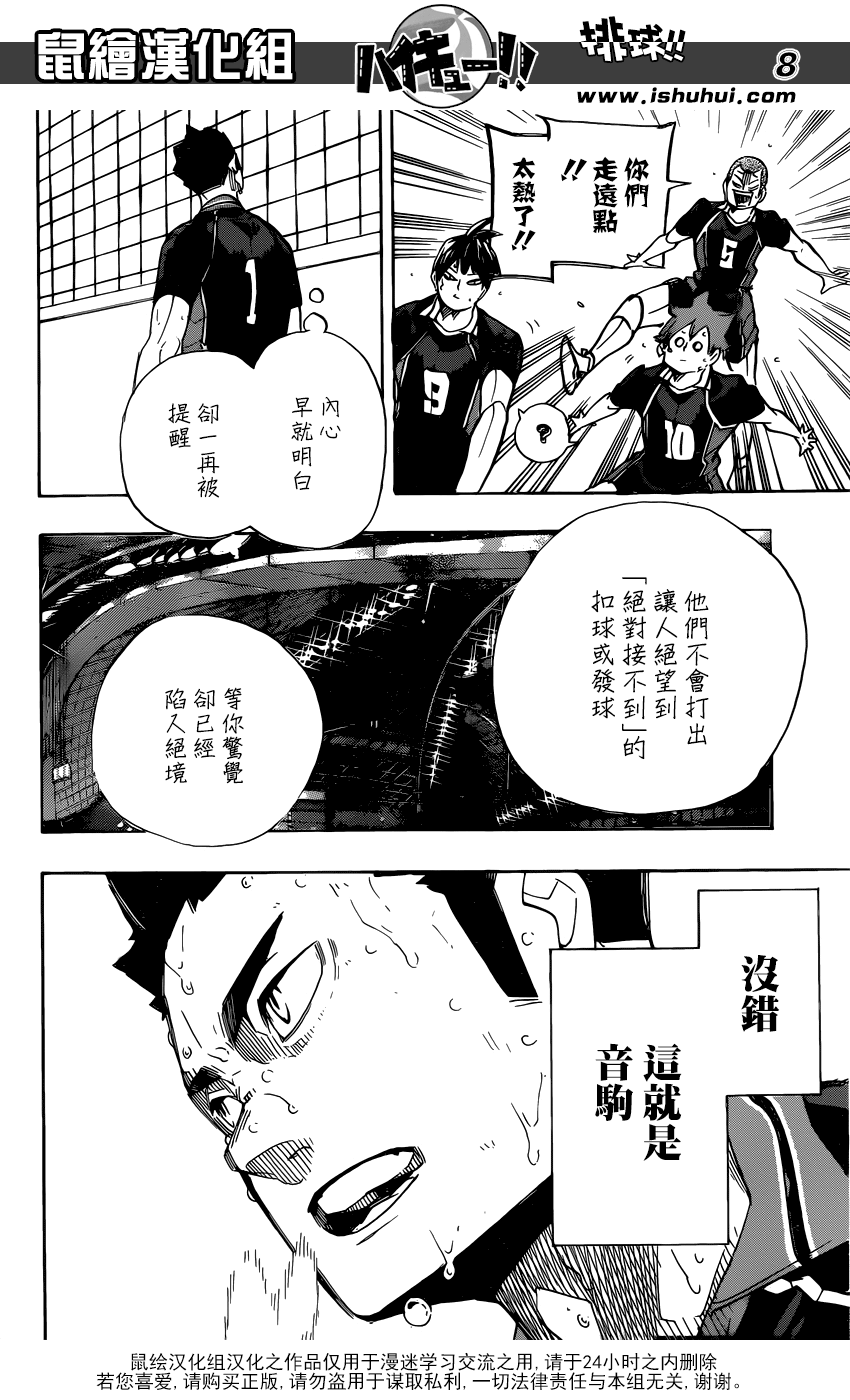 鼠繪漢化組
ハイキュー!!
排球!!
8
www.ishuhui.com
你們
走遠點
!!
太熱了!!
5
9
10
?
1
內心
早就明白
卻一再被
提醒
他們不會打出
讓人絕望到
「絕對接不到」的
扣球或發球
等你驚覺
卻已經
陷入絕境
沒錯
這就是
音駒
鼠绘汉化组汉化之作品仅用于漫迷学习交流之用,请于24小时之内删除
若您喜爱,请购买正版,请勿盗用于谋取私利,一切法律责任与本组无关,谢谢。